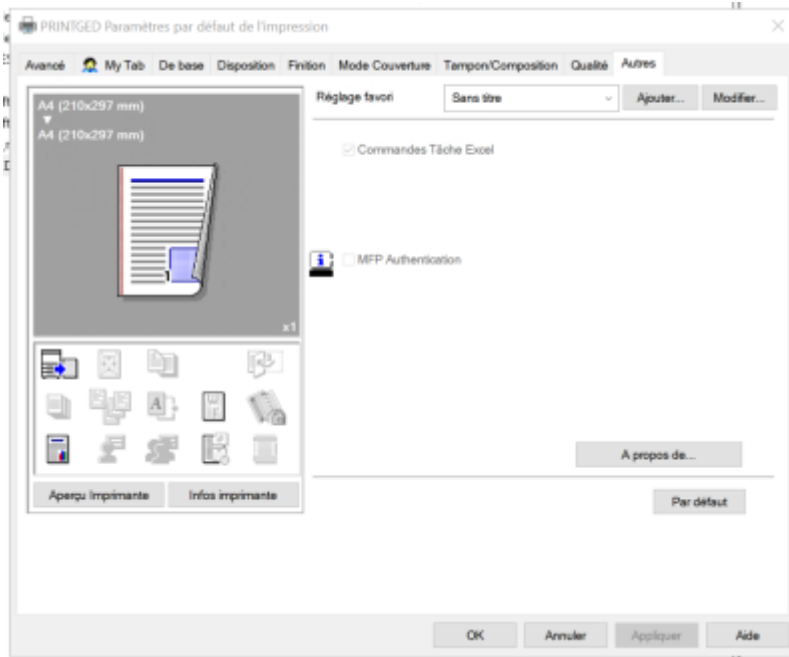 PRINTGED Paramètres par défaut de l'impression
Avancé My Tab De base Disposition Finition Mode Couverture Tampon/Composition Qualité Autres
A4 (210x297 mm)
A4 (210x297 mm)
1
x1
Aperçu Imprimante Infos imprimante
Réglage favori Sans titre Ajouter... Modifier...
Commandes Tâche Excel
MFP Authentication
A propos de...
Par défaut
OK Annuler Appliquer Aide